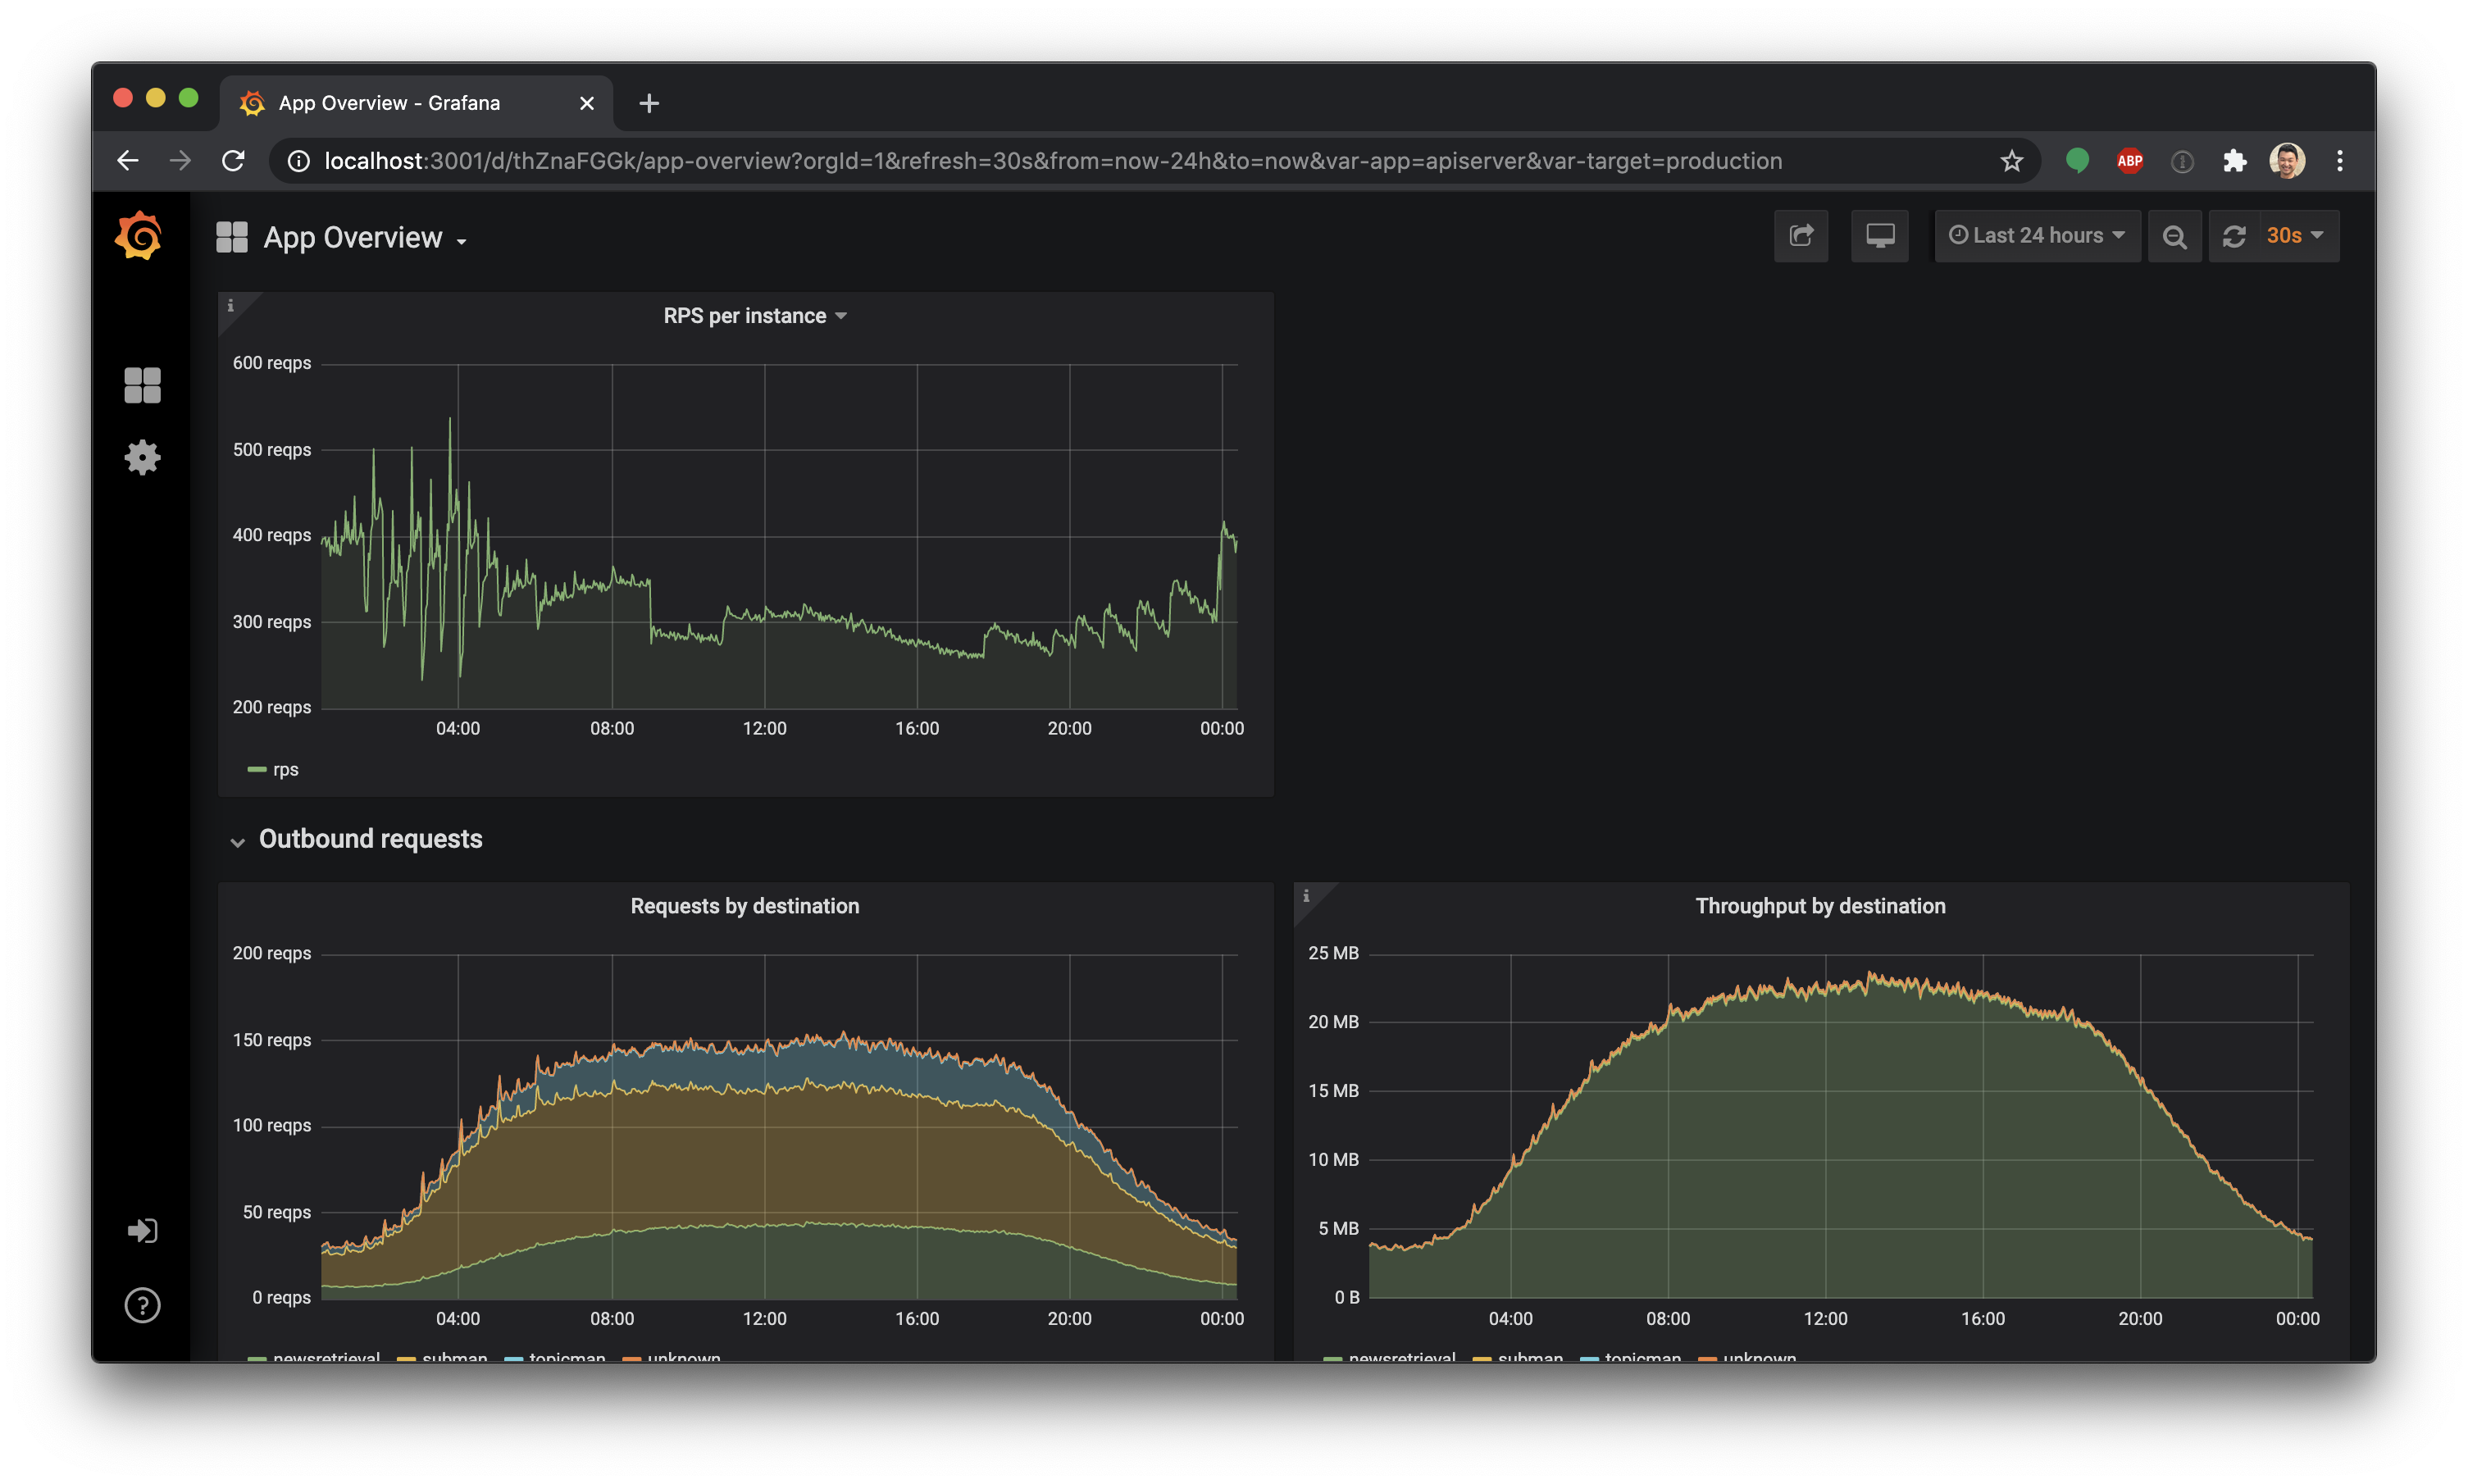 App Overview - Grafana
localhost:3001/d/thZnaFGGk/app-overview?orgId=1&refresh=30s&from=now-24h&to=now&var-app=apiserver&var-target=production
ABP
App Overview
Last 24 hours
30s
RPS per instance
600 reqps
500 reqps
400 reqps
300 reqps
200 reqps
04:00 08:00 12:00 16:00 20:00 00:00
rps
Outbound requests
Requests by destination
200 reqps
150 reqps
100 reqps
50 reqps
0 reqps
04:00 08:00 12:00 16:00 20:00 00:00
newsretrieval subman topicman unknown
Throughput by destination
25 MB
20 MB
15 MB
10 MB
5 MB
0 B
04:00 08:00 12:00 16:00 20:00 00:00
newsretrieval subman topicman unknown